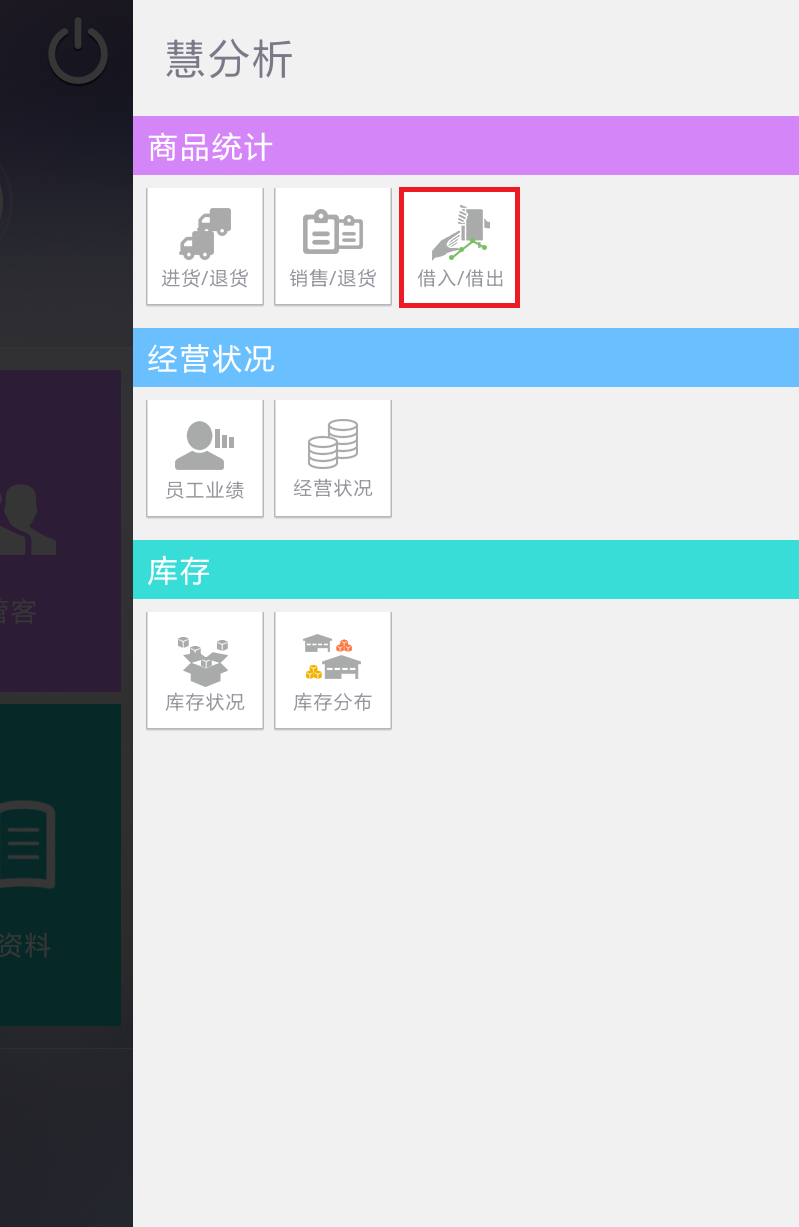 慧分析
商品统计
进货/退货
销售/退货
借入/借出
经营状况
员工业绩
经营状况
库存
库存状况
库存分布
管客
资料